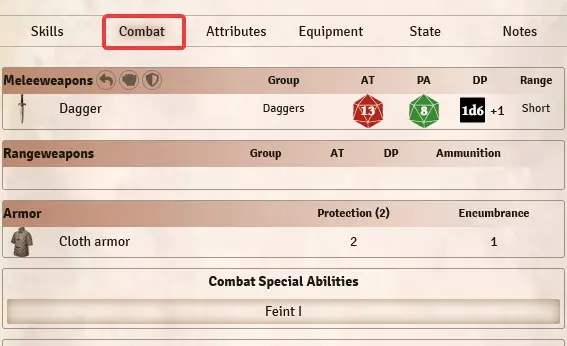 Skills Combat Attributes Equipment State Notes
Meleeweapons Group AT PA DP Range
Dagger Daggers 13 8 1d6 +1 Short
Rangeweapons Group AT DP Ammunition
Armor Protection (2) Encumbrance
Cloth armor 2 1
Combat Special Abilities
Feint I